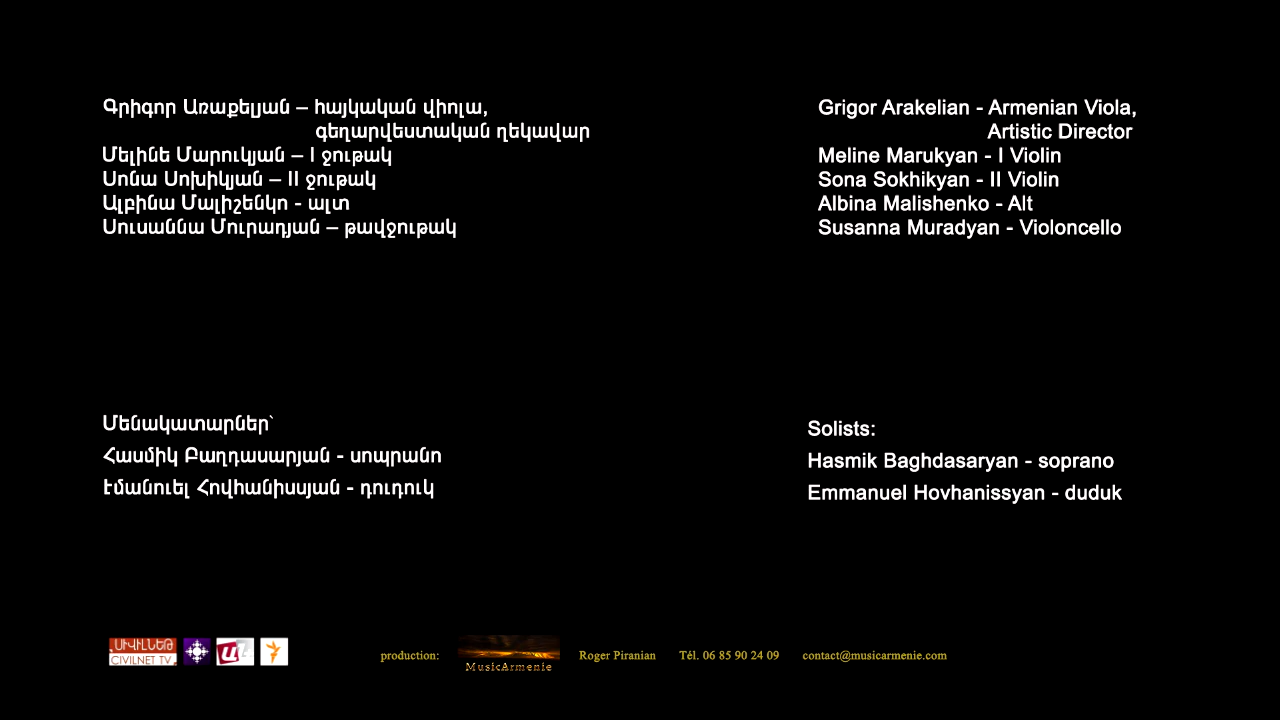 Գրիգոր Առաքելյան – հայկական վիոլա,
գեղարվեստական ղեկավար
Մելինե Մարուկյան – I ջութակ
Սոնա Սոխիկյան – II ջութակ
Ալբինա Մալիշենկո - ալտ
Սուսաննա Մուրադյան – թավջութակ
Grigor Arakelian - Armenian Viola,
Artistic Director
Meline Marukyan - I Violin
Sona Sokhikyan - II Violin
Albina Malishenko - Alt
Susanna Muradyan - Violoncello
Մենակատարներ՝
Հասմիկ Բաղդասարյան - սոպրանո
Էմանուել Հովհաննիսյան - դուդուկ
Solists:
Hasmik Baghdasaryan - soprano
Emmanuel Hovhanissyan - duduk
ՍԻՎԻԼՆԵԹ
CIVILNET TV
production:
MusicArmenie
Roger Piranian Tél. 06 85 90 24 09 contact@musicarmenie.com